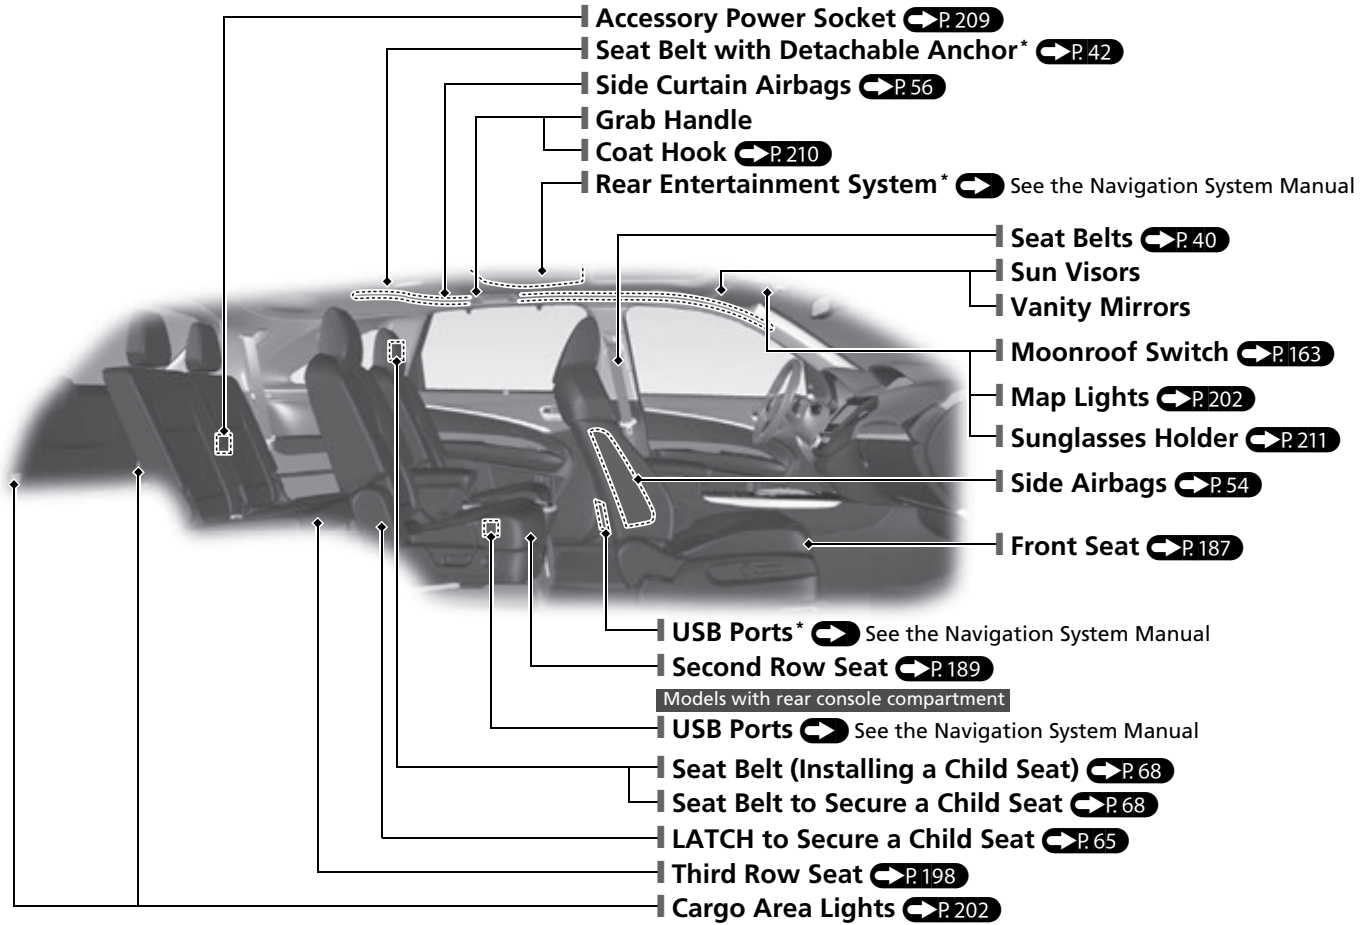 Accessory Power Socket P. 209
Seat Belt with Detachable Anchor* P. 42
Side Curtain Airbags P. 56
Grab Handle
Coat Hook P. 210
Rear Entertainment System* See the Navigation System Manual
Seat Belts P. 40
Sun Visors
Vanity Mirrors
Moonroof Switch P. 163
Map Lights P. 202
Sunglasses Holder P. 211
Side Airbags P. 54
Front Seat P. 187
USB Ports* See the Navigation System Manual
Second Row Seat P. 189
Models with rear console compartment
USB Ports See the Navigation System Manual
Seat Belt (Installing a Child Seat) P. 68
Seat Belt to Secure a Child Seat P. 68
LATCH to Secure a Child Seat P. 65
Third Row Seat P. 198
Cargo Area Lights P. 202